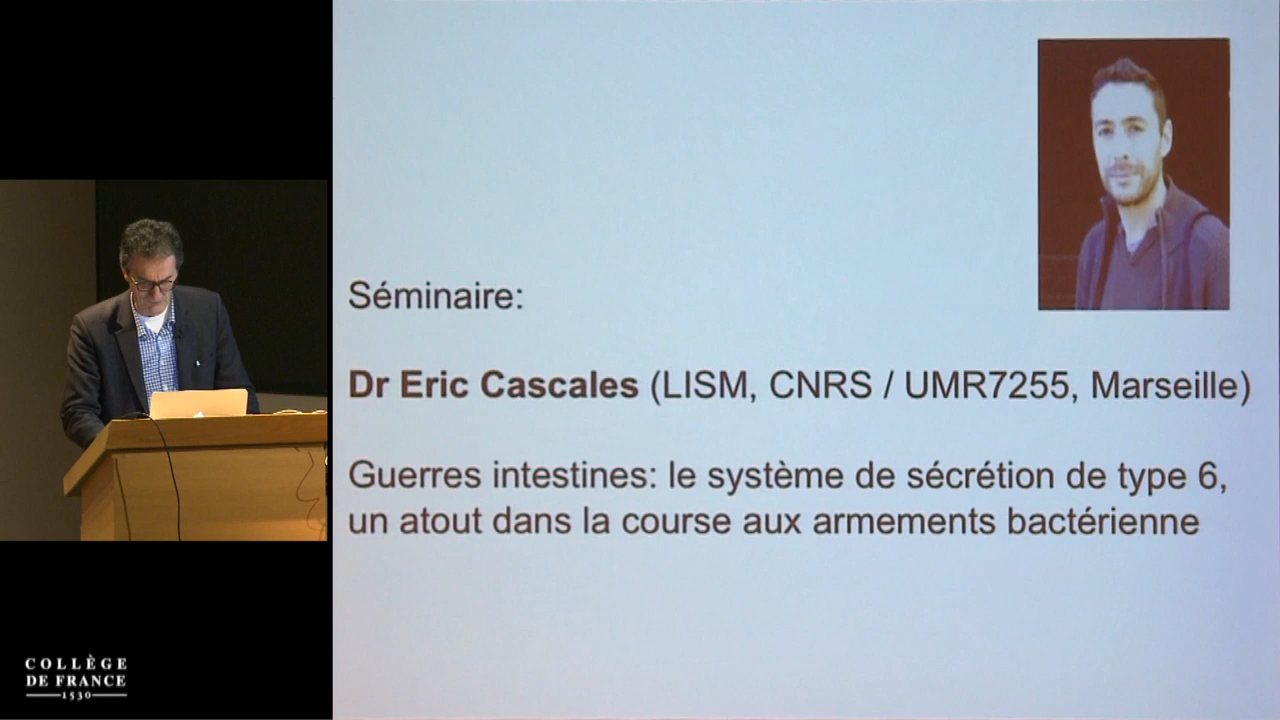 Séminaire:
Dr Eric Cascales (LISM, CNRS / UMR7255, Marseille)
Guerres intestines: le système de sécrétion de type 6,
un atout dans la course aux armements bactérienne
COLLÈGE
DE FRANCE
1530